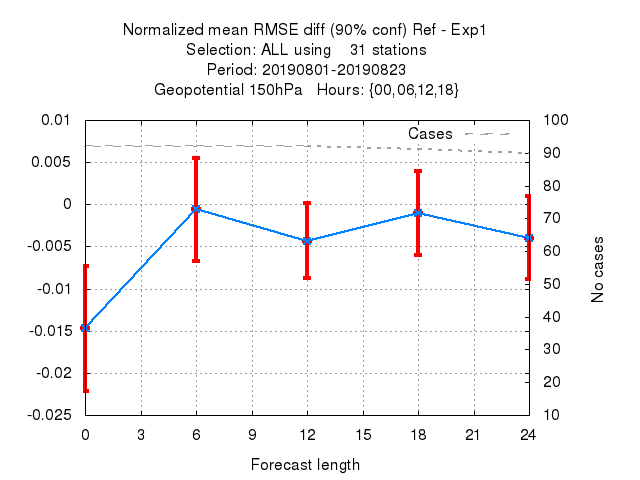 Normalized mean RMSE diff (90% conf) Ref - Exp1
Selection: ALL using 31 stations
Period: 20190801-20190823
Geopotential 150hPa Hours: {00,06,12,18}
Cases
0.01
0.005
0
-0.005
-0.01
-0.015
-0.02
-0.025
100
90
80
70
60
50
40
30
20
10
No cases
0 3 6 9 12 15 18 21 24
Forecast length